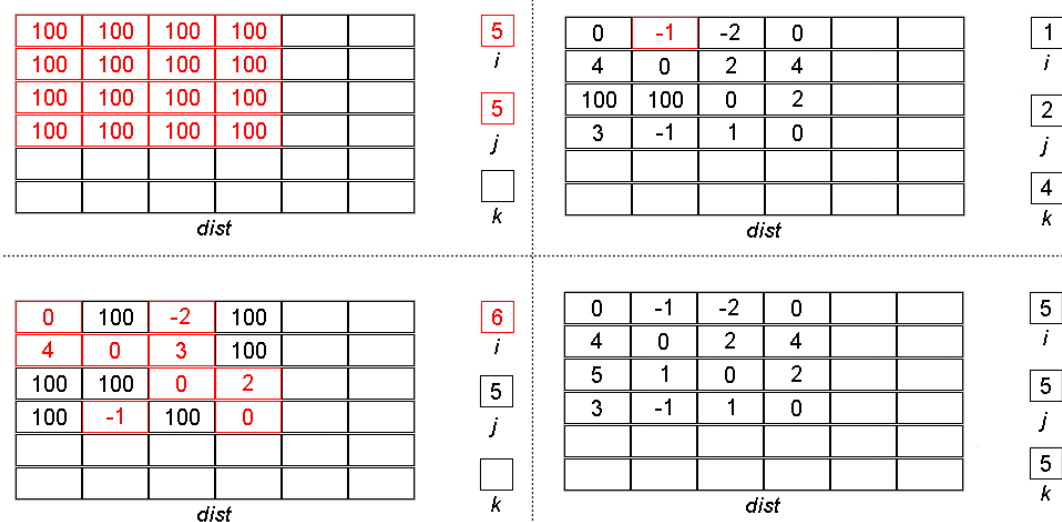 100 100 100 100 5
i
100 100 100 100
100 100 100 100 5
100 100 100 100 j
k
dist
0 -1 -2 0 1
4 0 2 4 i
100 100 0 2 2
3 -1 1 0 j
4
k
dist
0 100 -2 100 6
4 0 3 100 i
100 100 0 2 5
100 -1 100 0 j
k
dist
0 -1 -2 0 5
4 0 2 4 i
5 1 0 2 5
3 -1 1 0 j
5
k
dist